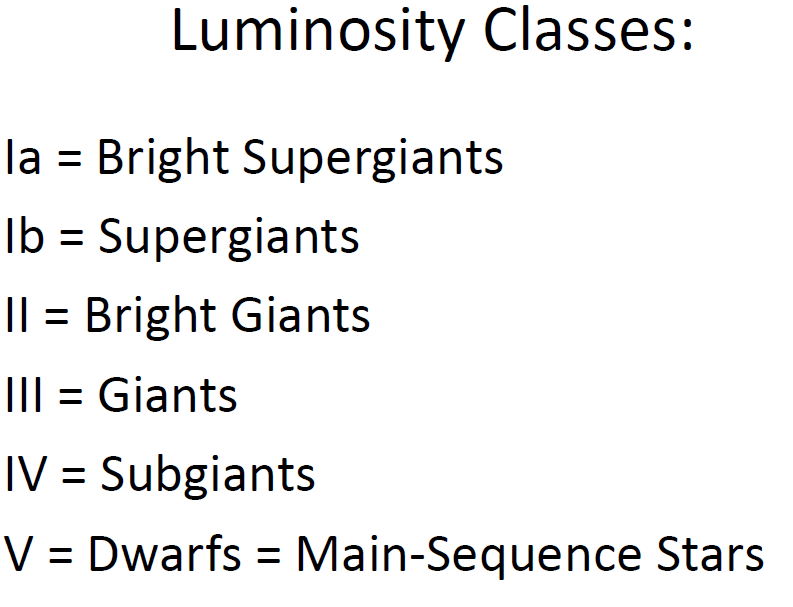 Luminosity Classes:
Ia = Bright Supergiants
Ib = Supergiants
II = Bright Giants
III = Giants
IV = Subgiants
V = Dwarfs = Main-Sequence Stars